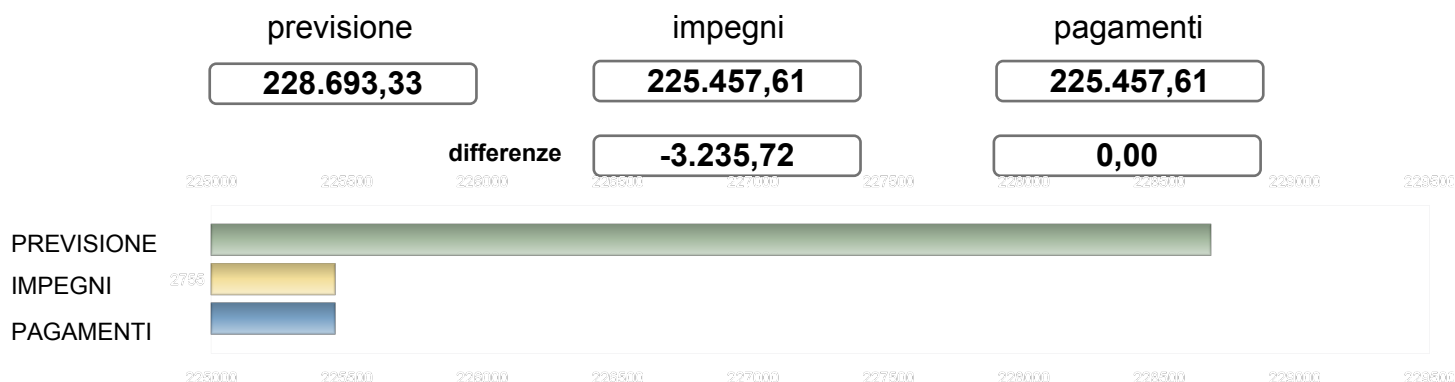 previsione impegni pagamenti
228.693,33 225.457,61 225.457,61
differenze -3.235,72 0,00
225000 225500 226000 226500 227000 227500 228000 228500 229000 229500
PREVISIONE
2755
IMPEGNI
PAGAMENTI
225000 225500 226000 226500 227000 227500 228000 228500 229000 229500